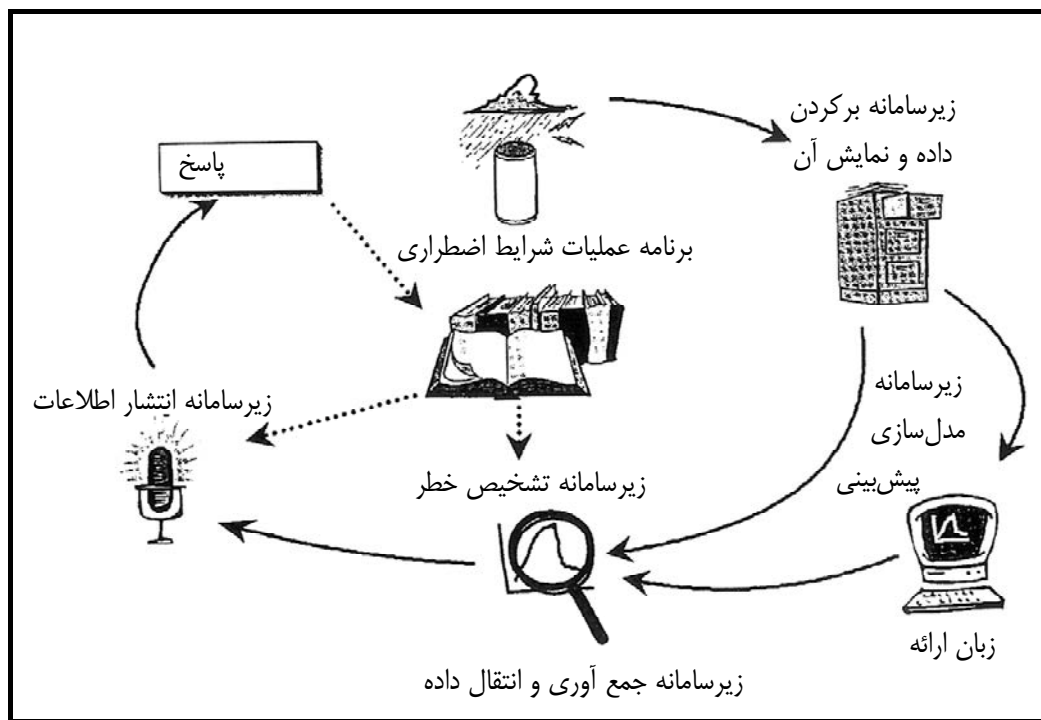 زیرسامانه برکردن
داده و نمایش آن
پاسخ
برنامه عملیات شرایط اضطراری
زیرسامانه
مدل‌سازی
پیش‌بینی
زیرسامانه انتشار اطلاعات
زیرسامانه تشخیص خطر
زبان ارائه
زیرسامانه جمع آوری و انتقال داده